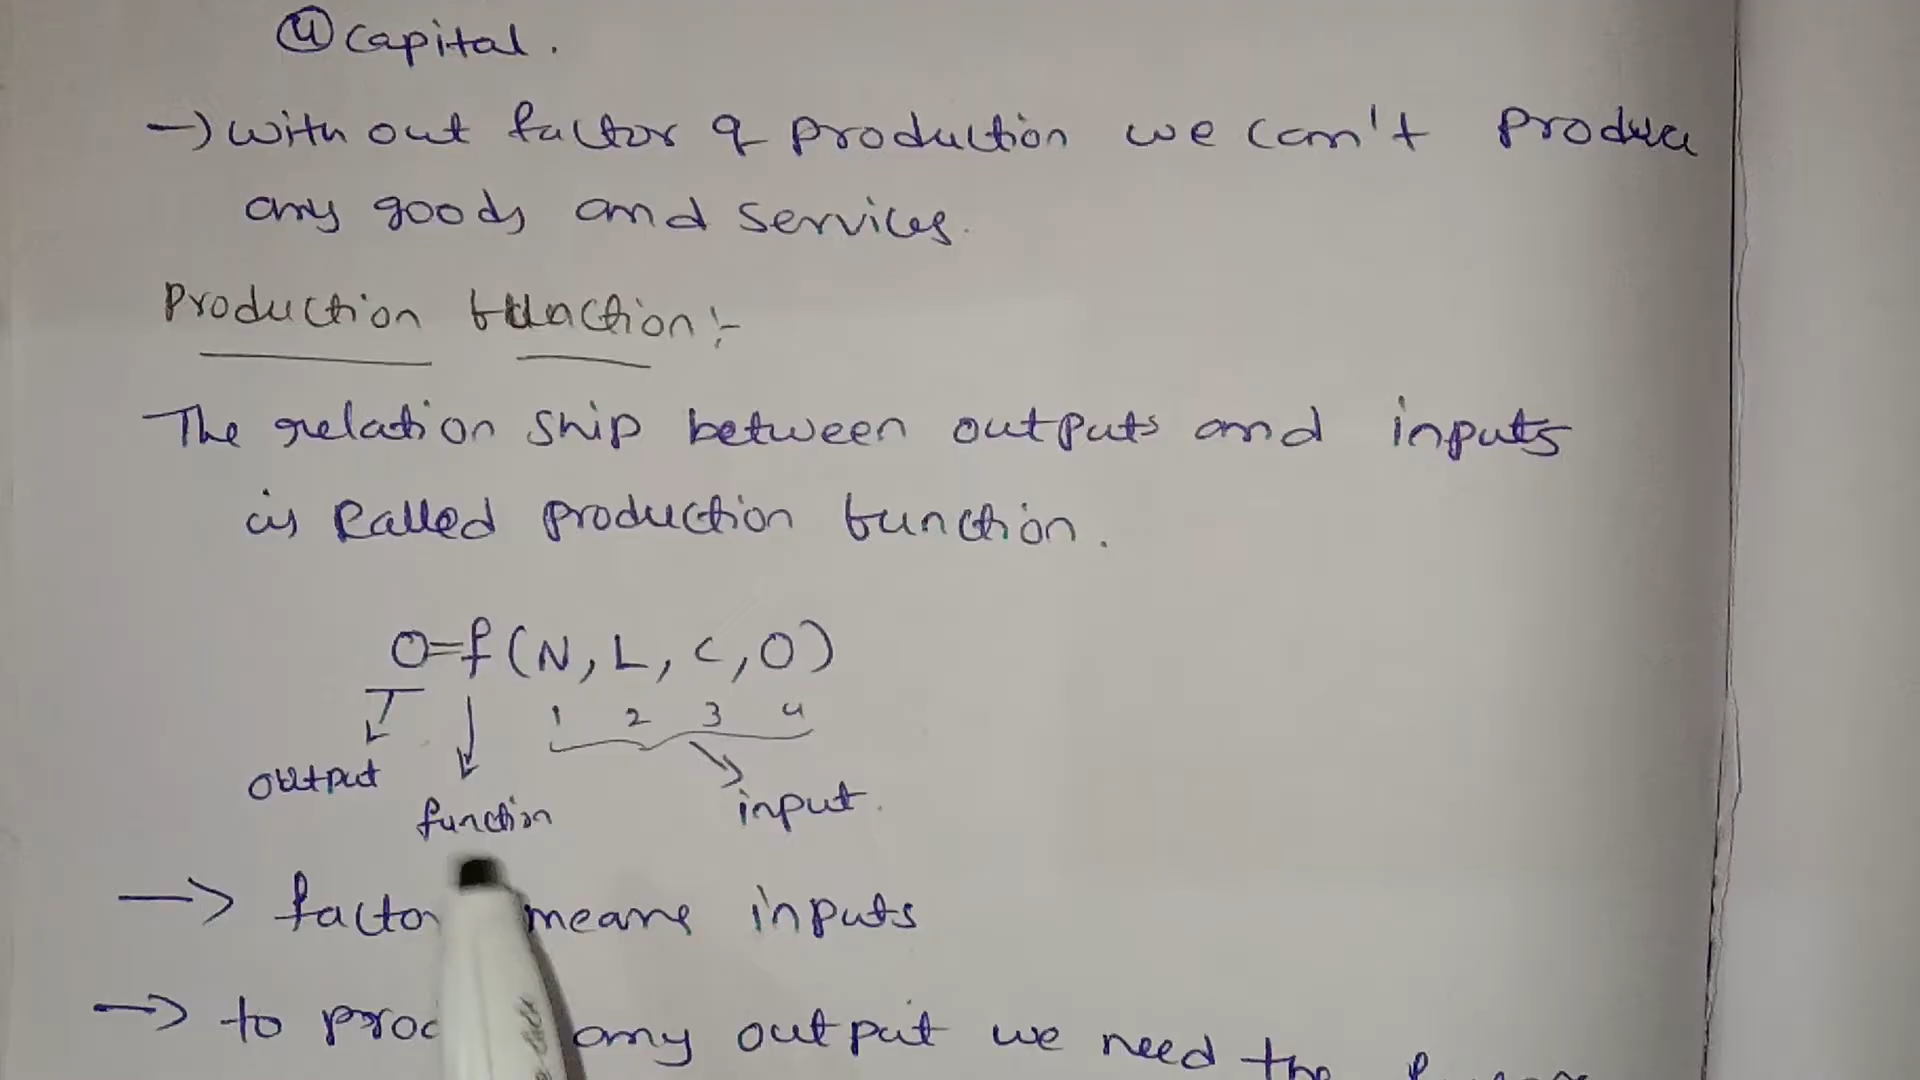 ④ capital.
→ with out factor of production we can't produce
any goods and services.
Production function:-
The relation ship between outputs and inputs
is called production function.
O=f(N, L, C, O)
1 2 3 4
output
function
input.
→ factor means inputs
→ to any output we need the